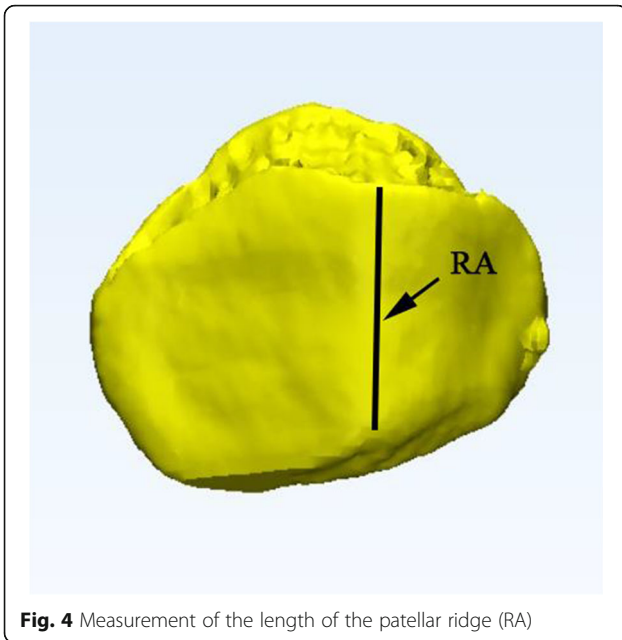 RA
Fig. 4 Measurement of the length of the patellar ridge (RA)